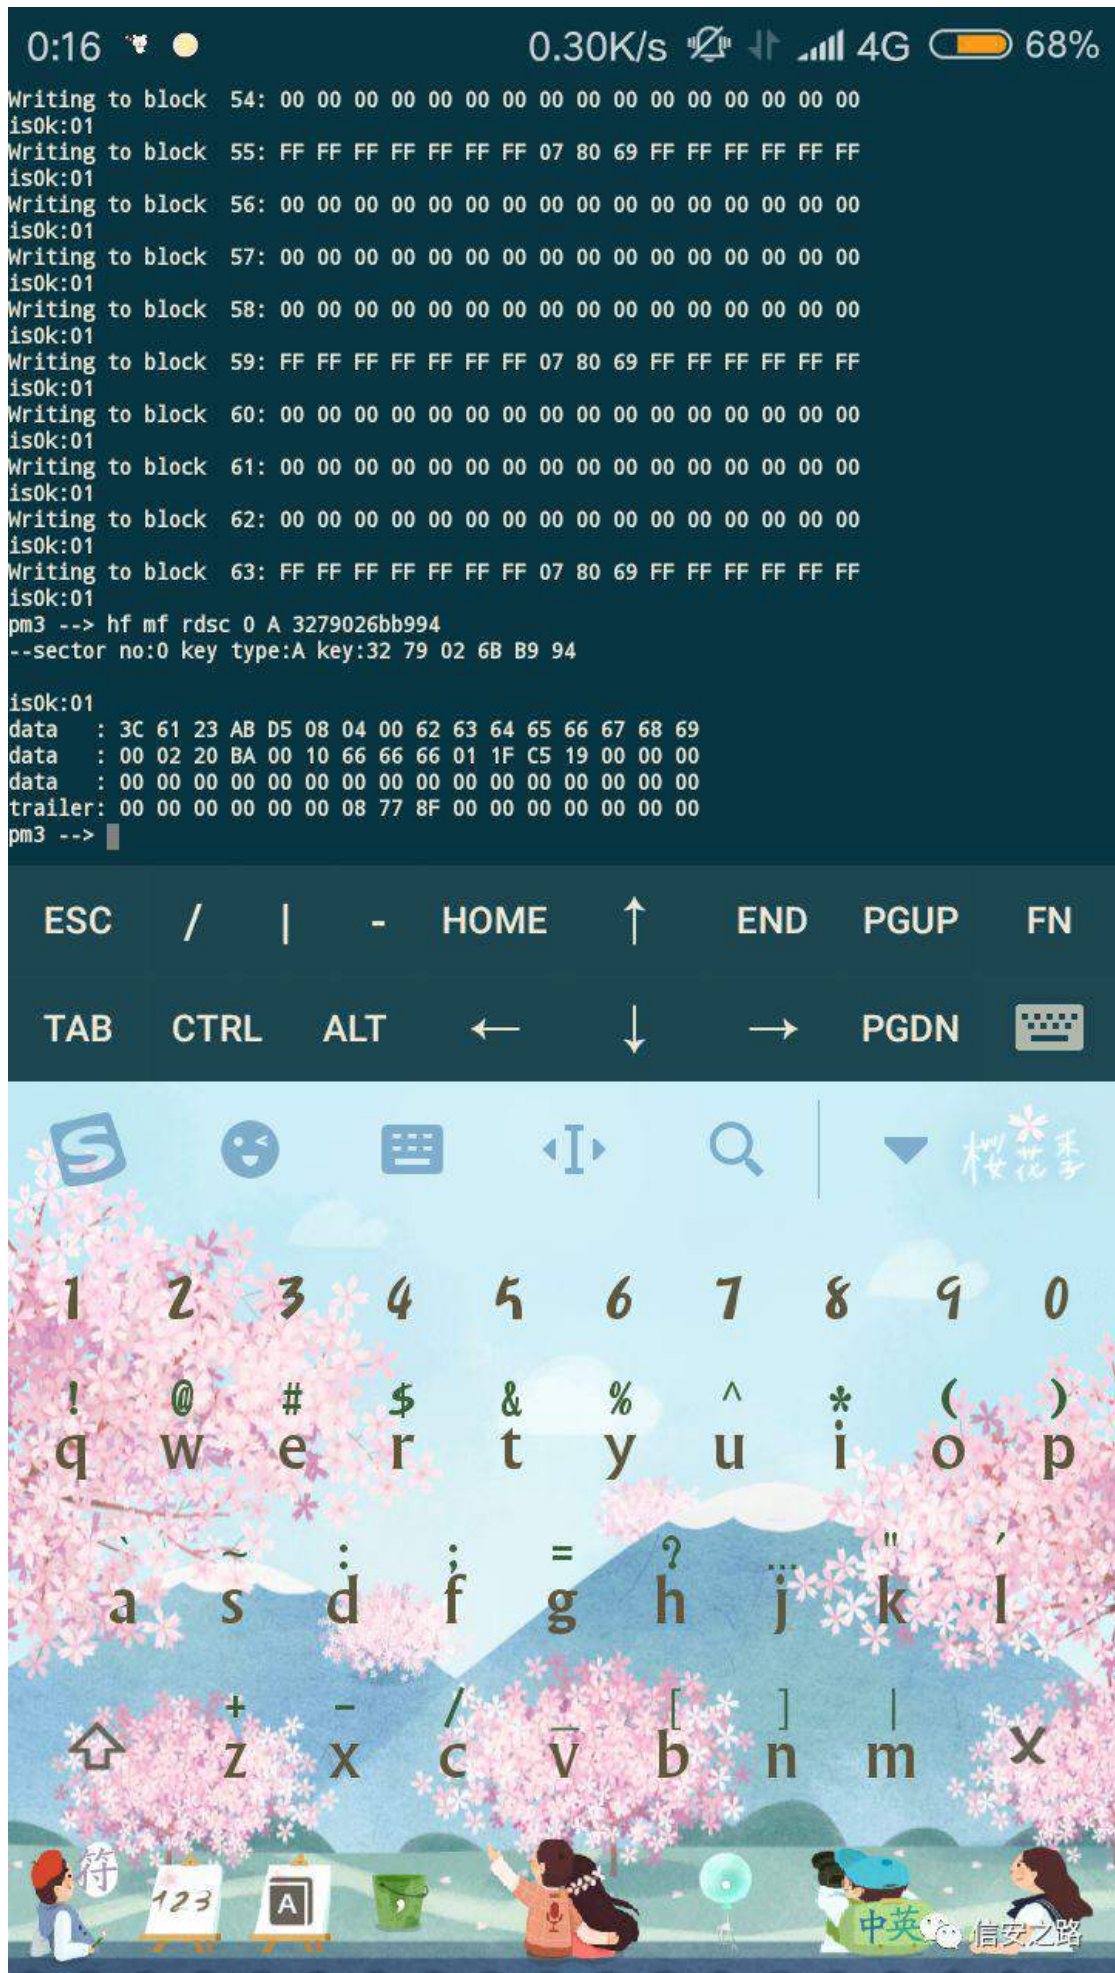 0:16 0.30K/s 4G 68%
Writing to block  54: 00 00 00 00 00 00 00 00 00 00 00 00 00 00 00 00
isOk:01
Writing to block  55: FF FF FF FF FF FF FF 07 80 69 FF FF FF FF FF FF
isOk:01
Writing to block  56: 00 00 00 00 00 00 00 00 00 00 00 00 00 00 00 00
isOk:01
Writing to block  57: 00 00 00 00 00 00 00 00 00 00 00 00 00 00 00 00
isOk:01
Writing to block  58: 00 00 00 00 00 00 00 00 00 00 00 00 00 00 00 00
isOk:01
Writing to block  59: FF FF FF FF FF FF FF 07 80 69 FF FF FF FF FF FF
isOk:01
Writing to block  60: 00 00 00 00 00 00 00 00 00 00 00 00 00 00 00 00
isOk:01
Writing to block  61: 00 00 00 00 00 00 00 00 00 00 00 00 00 00 00 00
isOk:01
Writing to block  62: 00 00 00 00 00 00 00 00 00 00 00 00 00 00 00 00
isOk:01
Writing to block  63: FF FF FF FF FF FF FF 07 80 69 FF FF FF FF FF FF
isOk:01
pm3 --> hf mf rdsc 0 A 3279026bb994
--sector no:0 key type:A key:32 79 02 6B B9 94
isOk:01
data   : 3C 61 23 AB D5 08 04 00 62 63 64 65 66 67 68 69
data   : 00 02 20 BA 00 10 66 66 66 01 1F C5 19 00 00 00
data   : 00 00 00 00 00 00 00 00 00 00 00 00 00 00 00 00
trailer: 00 00 00 00 00 00 08 77 8F 00 00 00 00 00 00 00
pm3 -->
ESC / | - HOME ↑ END PGUP FN
TAB CTRL ALT ← ↓ → PGDN
S 樱花季
1 2 3 4 5 6 7 8 9 0
! @ # $ & % ^ * ( )
q w e r t y u i o p
` ~ : ; = ? ... " ′
a s d f g h j k l
+ - / _ [ ] |
z x c v b n m x
符 123 A , 中英 信安之路